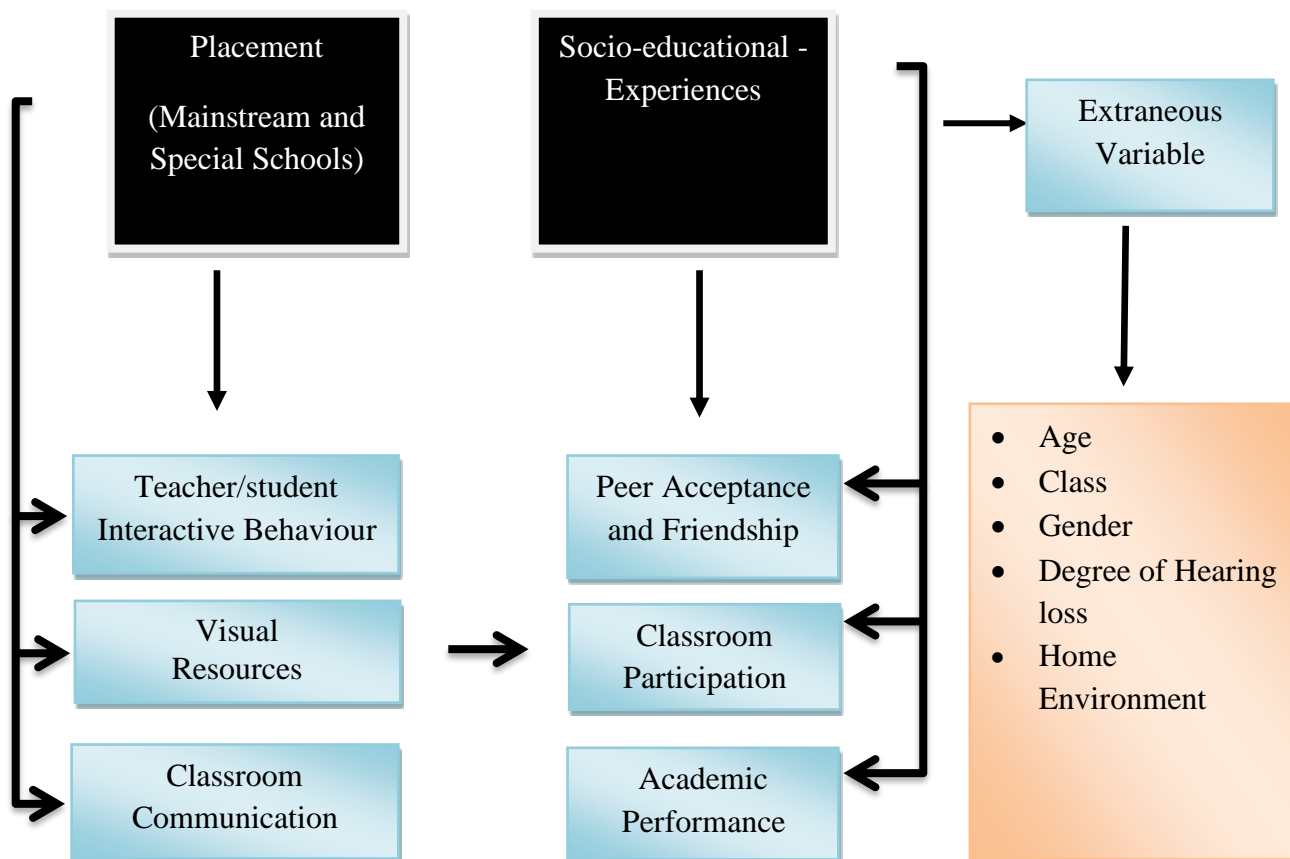 Placement
(Mainstream and
Special Schools)
Socio-educational -
Experiences
Extraneous
Variable
Teacher/student
Interactive Behaviour
Peer Acceptance
and Friendship
Visual
Resources
Classroom
Participation
Classroom
Communication
Academic
Performance
• Age
• Class
• Gender
• Degree of Hearing
loss
• Home
Environment